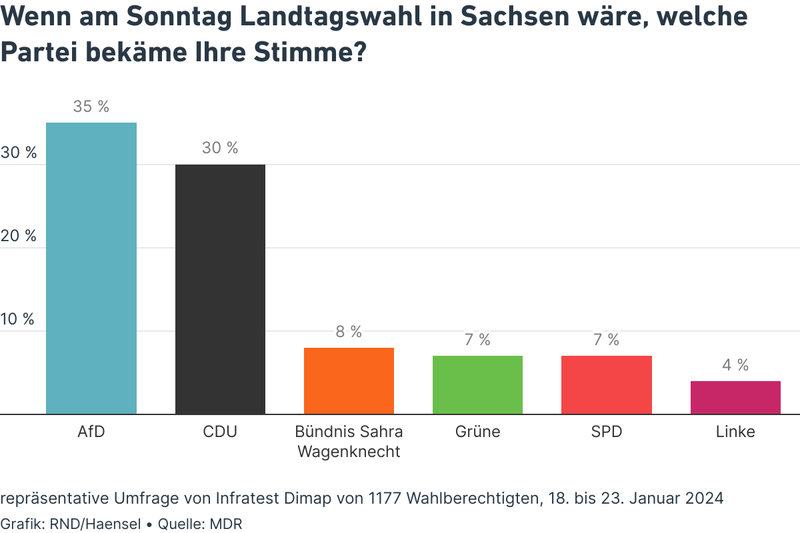 Wenn am Sonntag Landtagswahl in Sachsen wäre, welche
Partei bekäme Ihre Stimme?
35 %
30 %
30 %
20 %
10 %
8 %
7 %
7 %
4 %
AfD
CDU
Bündnis Sahra
Wagenknecht
Grüne
SPD
Linke
repräsentative Umfrage von Infratest Dimap von 1177 Wahlberechtigten, 18. bis 23. Januar 2024
Grafik: RND/Haensel • Quelle: MDR